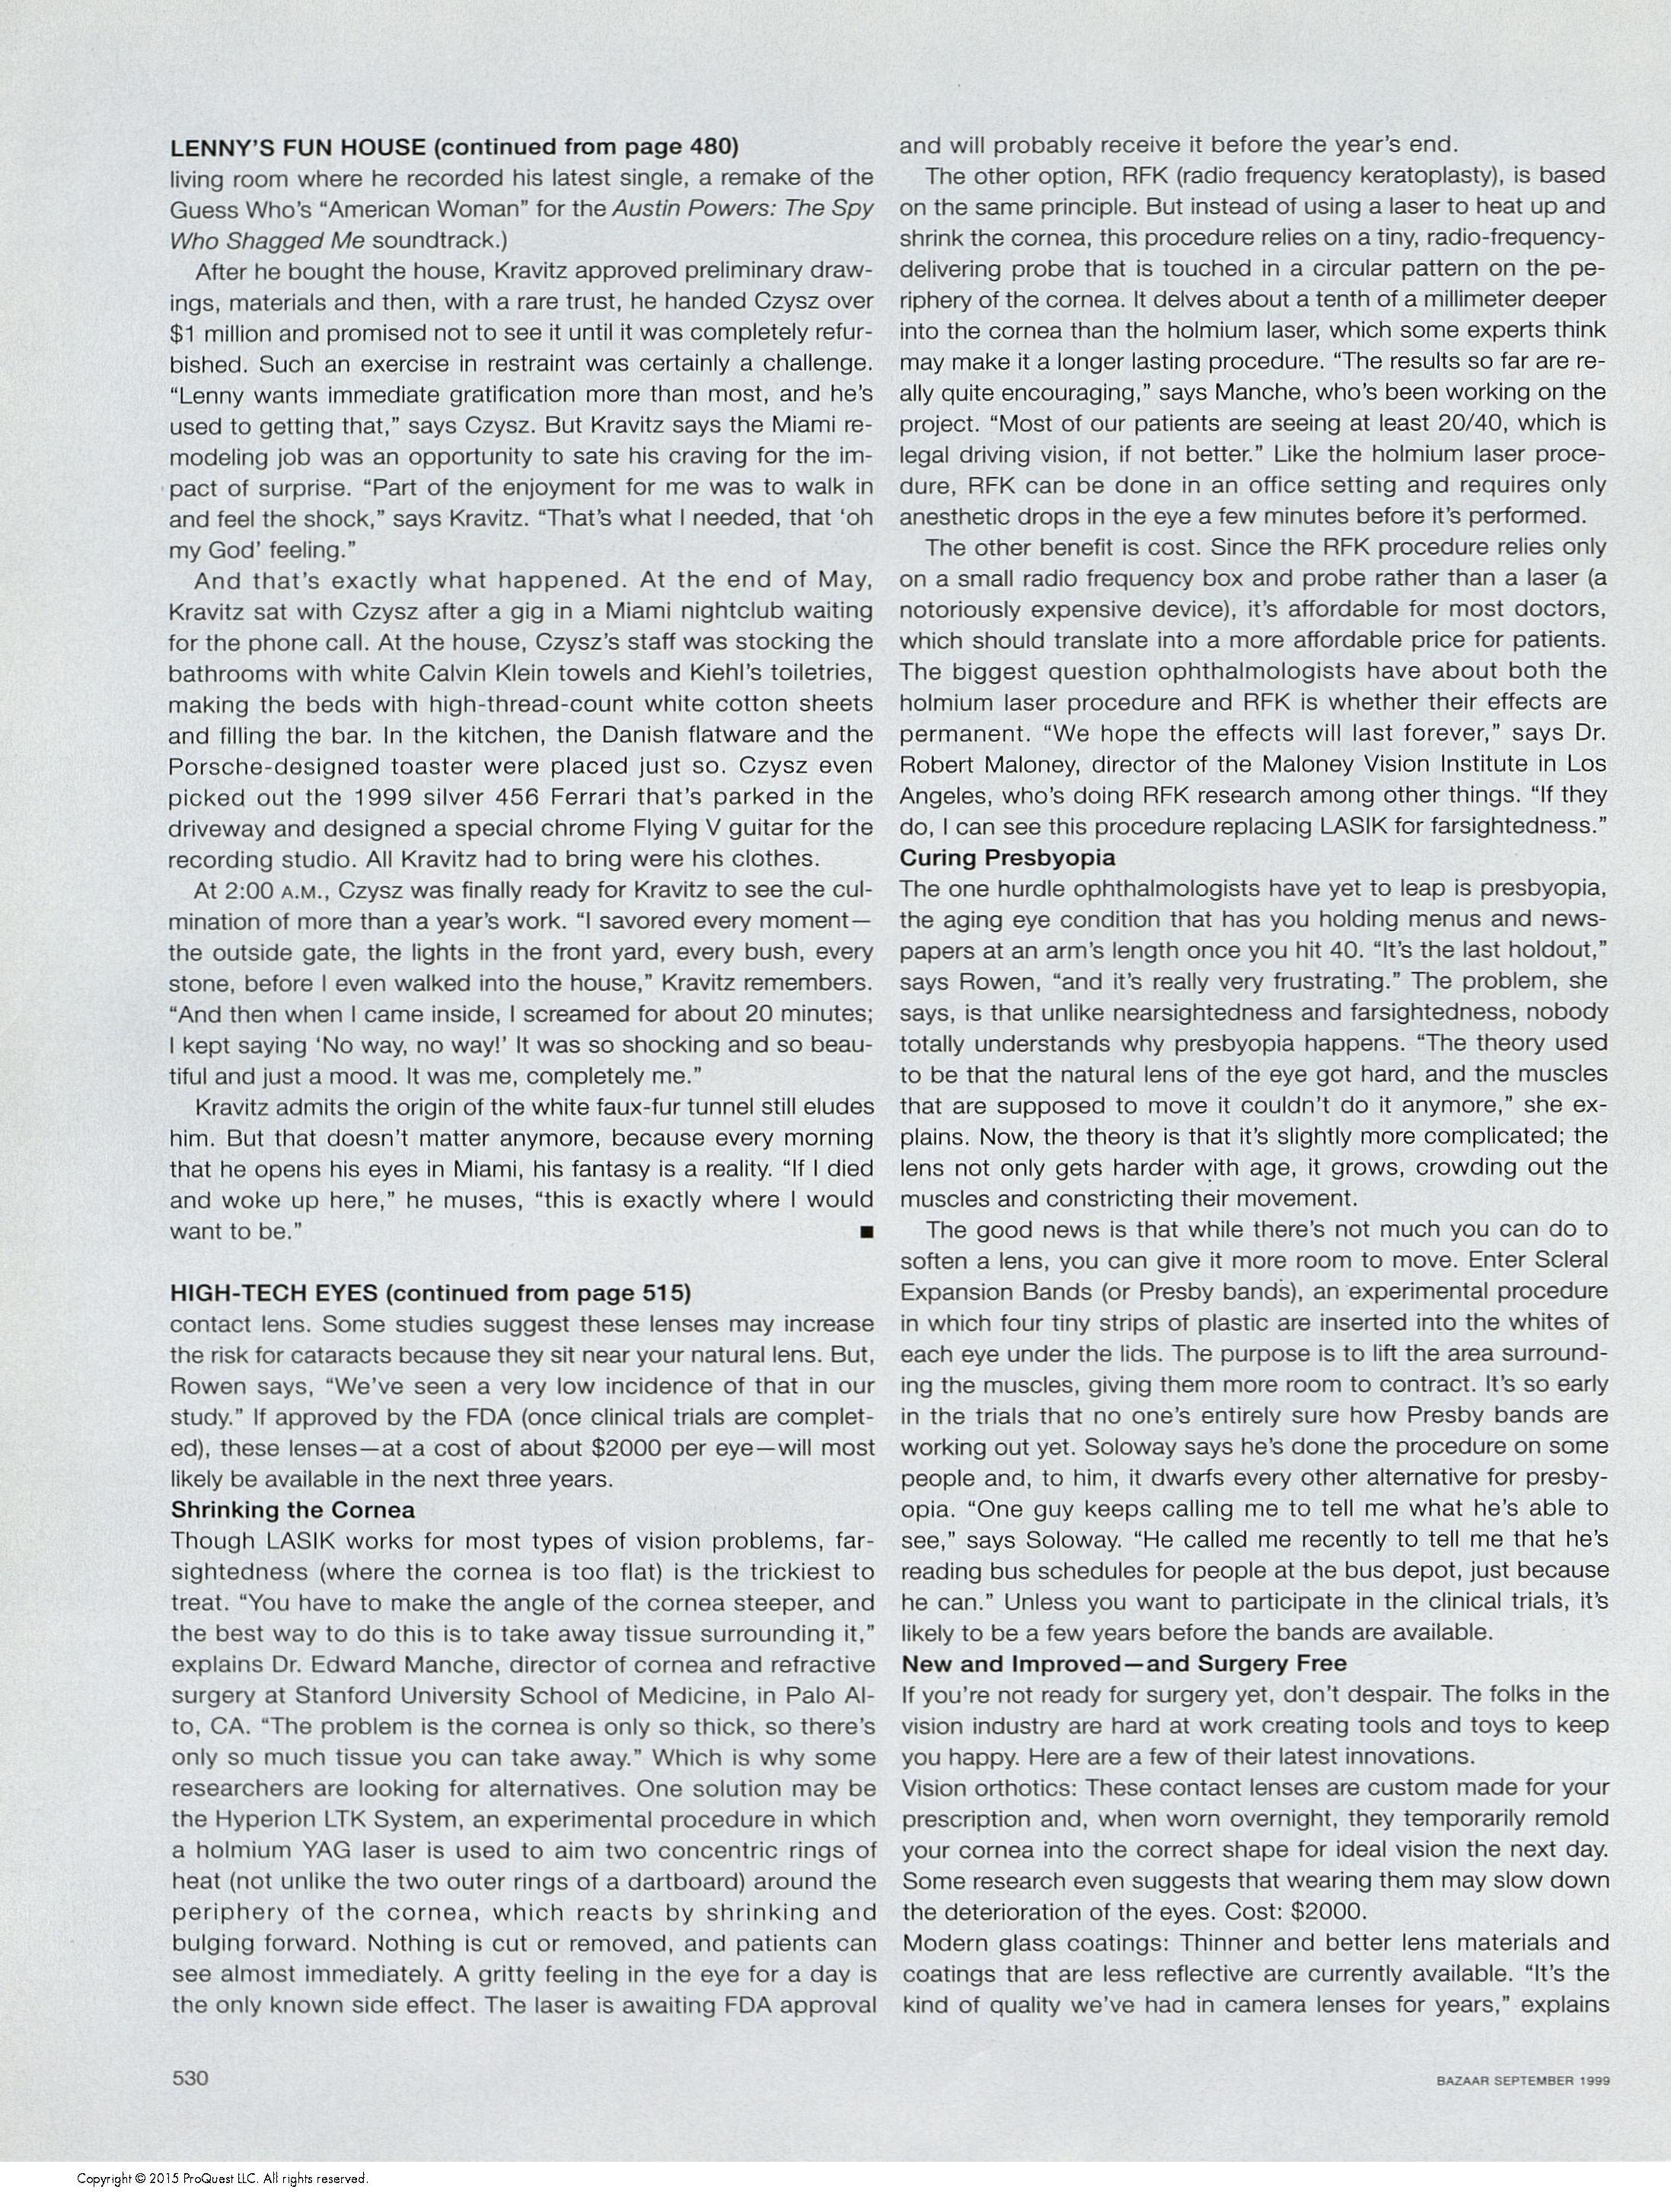 LENNY'S FUN HOUSE (continued from page 480)
living room where he recorded his latest single, a remake of the
Guess Who's “American Woman” for the Austin Powers: The Spy
Who Shagged Me soundtrack.)
After he bought the house, Kravitz approved preliminary draw-
ings, materials and then, with a rare trust, he handed Czysz over
$1 million and promised not to see it until it was completely refur-
bished. Such an exercise in restraint was certainly a challenge.
“Lenny wants immediate gratification more than most, and he's
used to getting that,” says Czysz. But Kravitz says the Miami re-
modeling job was an opportunity to sate his craving for the im-
pact of surprise. “Part of the enjoyment for me was to walk in
and feel the shock,” says Kravitz. “That's what I needed, that ‘oh
my God’ feeling.”
And that's exactly what happened. At the end of May,
Kravitz sat with Czysz after a gig in a Miami nightclub waiting
for the phone call. At the house, Czysz's staff was stocking the
bathrooms with white Calvin Klein towels and Kiehl's toiletries,
making the beds with high-thread-count white cotton sheets
and filling the bar. In the kitchen, the Danish flatware and the
Porsche-designed toaster were placed just so. Czysz even
picked out the 1999 silver 456 Ferrari that's parked in the
driveway and designed a special chrome Flying V guitar for the
recording studio. All Kravitz had to bring were his clothes.
At 2:00 A.M., Czysz was finally ready for Kravitz to see the cul-
mination of more than a year's work. “I savored every moment—
the outside gate, the lights in the front yard, every bush, every
stone, before I even walked into the house,” Kravitz remembers.
“And then when I came inside, I screamed for about 20 minutes;
I kept saying ‘No way, no way!’ It was so shocking and so beau-
tiful and just a mood. It was me, completely me.”
Kravitz admits the origin of the white faux-fur tunnel still eludes
him. But that doesn't matter anymore, because every morning
that he opens his eyes in Miami, his fantasy is a reality. “If I died
and woke up here,” he muses, “this is exactly where I would
want to be.” ■
HIGH-TECH EYES (continued from page 515)
contact lens. Some studies suggest these lenses may increase
the risk for cataracts because they sit near your natural lens. But,
Rowen says, “We've seen a very low incidence of that in our
study.” If approved by the FDA (once clinical trials are complet-
ed), these lenses—at a cost of about $2000 per eye—will most
likely be available in the next three years.
Shrinking the Cornea
Though LASIK works for most types of vision problems, far-
sightedness (where the cornea is too flat) is the trickiest to
treat. “You have to make the angle of the cornea steeper, and
the best way to do this is to take away tissue surrounding it,”
explains Dr. Edward Manche, director of cornea and refractive
surgery at Stanford University School of Medicine, in Palo Al-
to, CA. “The problem is the cornea is only so thick, so there's
only so much tissue you can take away.” Which is why some
researchers are looking for alternatives. One solution may be
the Hyperion LTK System, an experimental procedure in which
a holmium YAG laser is used to aim two concentric rings of
heat (not unlike the two outer rings of a dartboard) around the
periphery of the cornea, which reacts by shrinking and
bulging forward. Nothing is cut or removed, and patients can
see almost immediately. A gritty feeling in the eye for a day is
the only known side effect. The laser is awaiting FDA approval
and will probably receive it before the year's end.
The other option, RFK (radio frequency keratoplasty), is based
on the same principle. But instead of using a laser to heat up and
shrink the cornea, this procedure relies on a tiny, radio-frequency-
delivering probe that is touched in a circular pattern on the pe-
riphery of the cornea. It delves about a tenth of a millimeter deeper
into the cornea than the holmium laser, which some experts think
may make it a longer lasting procedure. “The results so far are re-
ally quite encouraging,” says Manche, who's been working on the
project. “Most of our patients are seeing at least 20/40, which is
legal driving vision, if not better.” Like the holmium laser proce-
dure, RFK can be done in an office setting and requires only
anesthetic drops in the eye a few minutes before it's performed.
The other benefit is cost. Since the RFK procedure relies only
on a small radio frequency box and probe rather than a laser (a
notoriously expensive device), it's affordable for most doctors,
which should translate into a more affordable price for patients.
The biggest question ophthalmologists have about both the
holmium laser procedure and RFK is whether their effects are
permanent. “We hope the effects will last forever,” says Dr.
Robert Maloney, director of the Maloney Vision Institute in Los
Angeles, who's doing RFK research among other things. “If they
do, I can see this procedure replacing LASIK for farsightedness.”
Curing Presbyopia
The one hurdle ophthalmologists have yet to leap is presbyopia,
the aging eye condition that has you holding menus and news-
papers at an arm's length once you hit 40. “It's the last holdout,”
says Rowen, “and it's really very frustrating.” The problem, she
says, is that unlike nearsightedness and farsightedness, nobody
totally understands why presbyopia happens. “The theory used
to be that the natural lens of the eye got hard, and the muscles
that are supposed to move it couldn't do it anymore,” she ex-
plains. Now, the theory is that it's slightly more complicated; the
lens not only gets harder with age, it grows, crowding out the
muscles and constricting their movement.
The good news is that while there's not much you can do to
soften a lens, you can give it more room to move. Enter Scleral
Expansion Bands (or Presby bands), an experimental procedure
in which four tiny strips of plastic are inserted into the whites of
each eye under the lids. The purpose is to lift the area surround-
ing the muscles, giving them more room to contract. It's so early
in the trials that no one's entirely sure how Presby bands are
working out yet. Soloway says he's done the procedure on some
people and, to him, it dwarfs every other alternative for presby-
opia. “One guy keeps calling me to tell me what he's able to
see,” says Soloway. “He called me recently to tell me that he's
reading bus schedules for people at the bus depot, just because
he can.” Unless you want to participate in the clinical trials, it's
likely to be a few years before the bands are available.
New and Improved—and Surgery Free
If you're not ready for surgery yet, don't despair. The folks in the
vision industry are hard at work creating tools and toys to keep
you happy. Here are a few of their latest innovations.
Vision orthotics: These contact lenses are custom made for your
prescription and, when worn overnight, they temporarily remold
your cornea into the correct shape for ideal vision the next day.
Some research even suggests that wearing them may slow down
the deterioration of the eyes. Cost: $2000.
Modern glass coatings: Thinner and better lens materials and
coatings that are less reflective are currently available. “It's the
kind of quality we've had in camera lenses for years,” explains
530
BAZAAR SEPTEMBER 1999
Copyright © 2015 ProQuest LLC. All rights reserved.